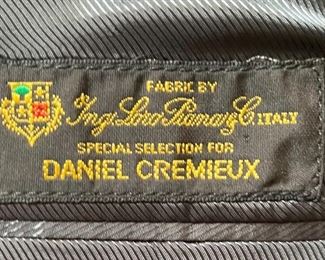 FABRIC BY
Ing. Loro Piana & C. ITALY
SPECIAL SELECTION FOR
DANIEL CREMIEUX